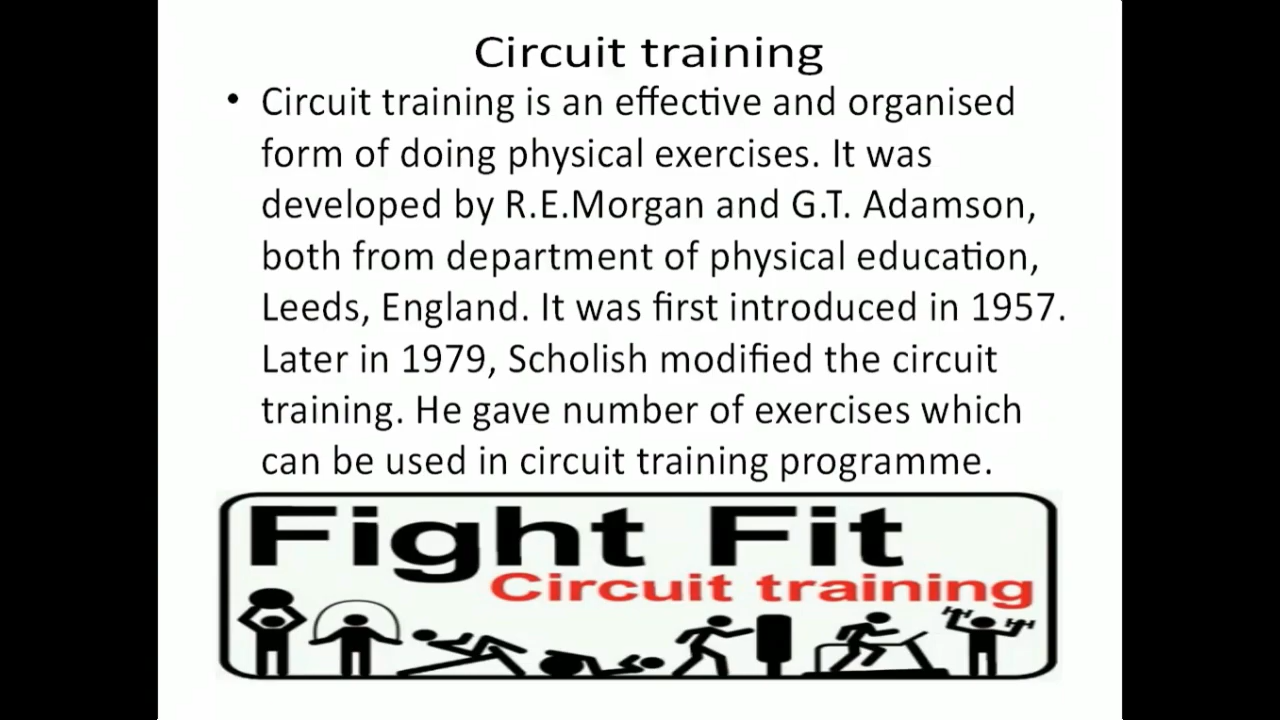 Circuit training
• Circuit training is an effective and organised
form of doing physical exercises. It was
developed by R.E.Morgan and G.T. Adamson,
both from department of physical education,
Leeds, England. It was first introduced in 1957.
Later in 1979, Scholish modified the circuit
training. He gave number of exercises which
can be used in circuit training programme.
Fight Fit
Circuit training